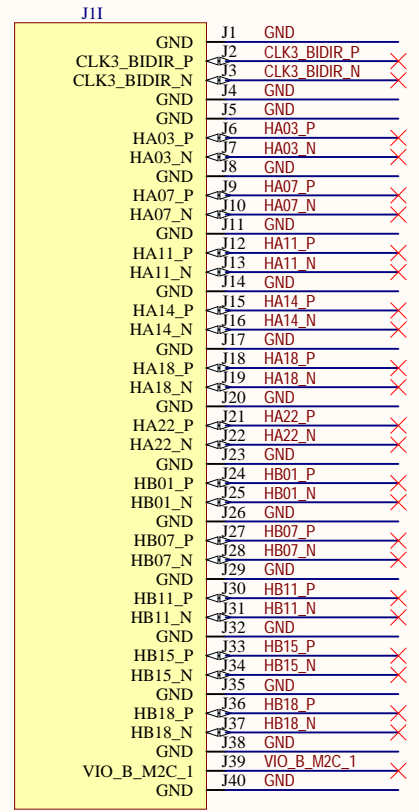 J1I
GND J1 GND
CLK3_BIDIR_P J2 CLK3_BIDIR_P
CLK3_BIDIR_N J3 CLK3_BIDIR_N
GND J4 GND
GND J5 GND
HA03_P J6 HA03_P
HA03_N J7 HA03_N
GND J8 GND
HA07_P J9 HA07_P
HA07_N J10 HA07_N
GND J11 GND
HA11_P J12 HA11_P
HA11_N J13 HA11_N
GND J14 GND
HA14_P J15 HA14_P
HA14_N J16 HA14_N
GND J17 GND
HA18_P J18 HA18_P
HA18_N J19 HA18_N
GND J20 GND
HA22_P J21 HA22_P
HA22_N J22 HA22_N
GND J23 GND
HB01_P J24 HB01_P
HB01_N J25 HB01_N
GND J26 GND
HB07_P J27 HB07_P
HB07_N J28 HB07_N
GND J29 GND
HB11_P J30 HB11_P
HB11_N J31 HB11_N
GND J32 GND
HB15_P J33 HB15_P
HB15_N J34 HB15_N
GND J35 GND
HB18_P J36 HB18_P
HB18_N J37 HB18_N
GND J38 GND
VIO_B_M2C_1 J39 VIO_B_M2C_1
GND J40 GND